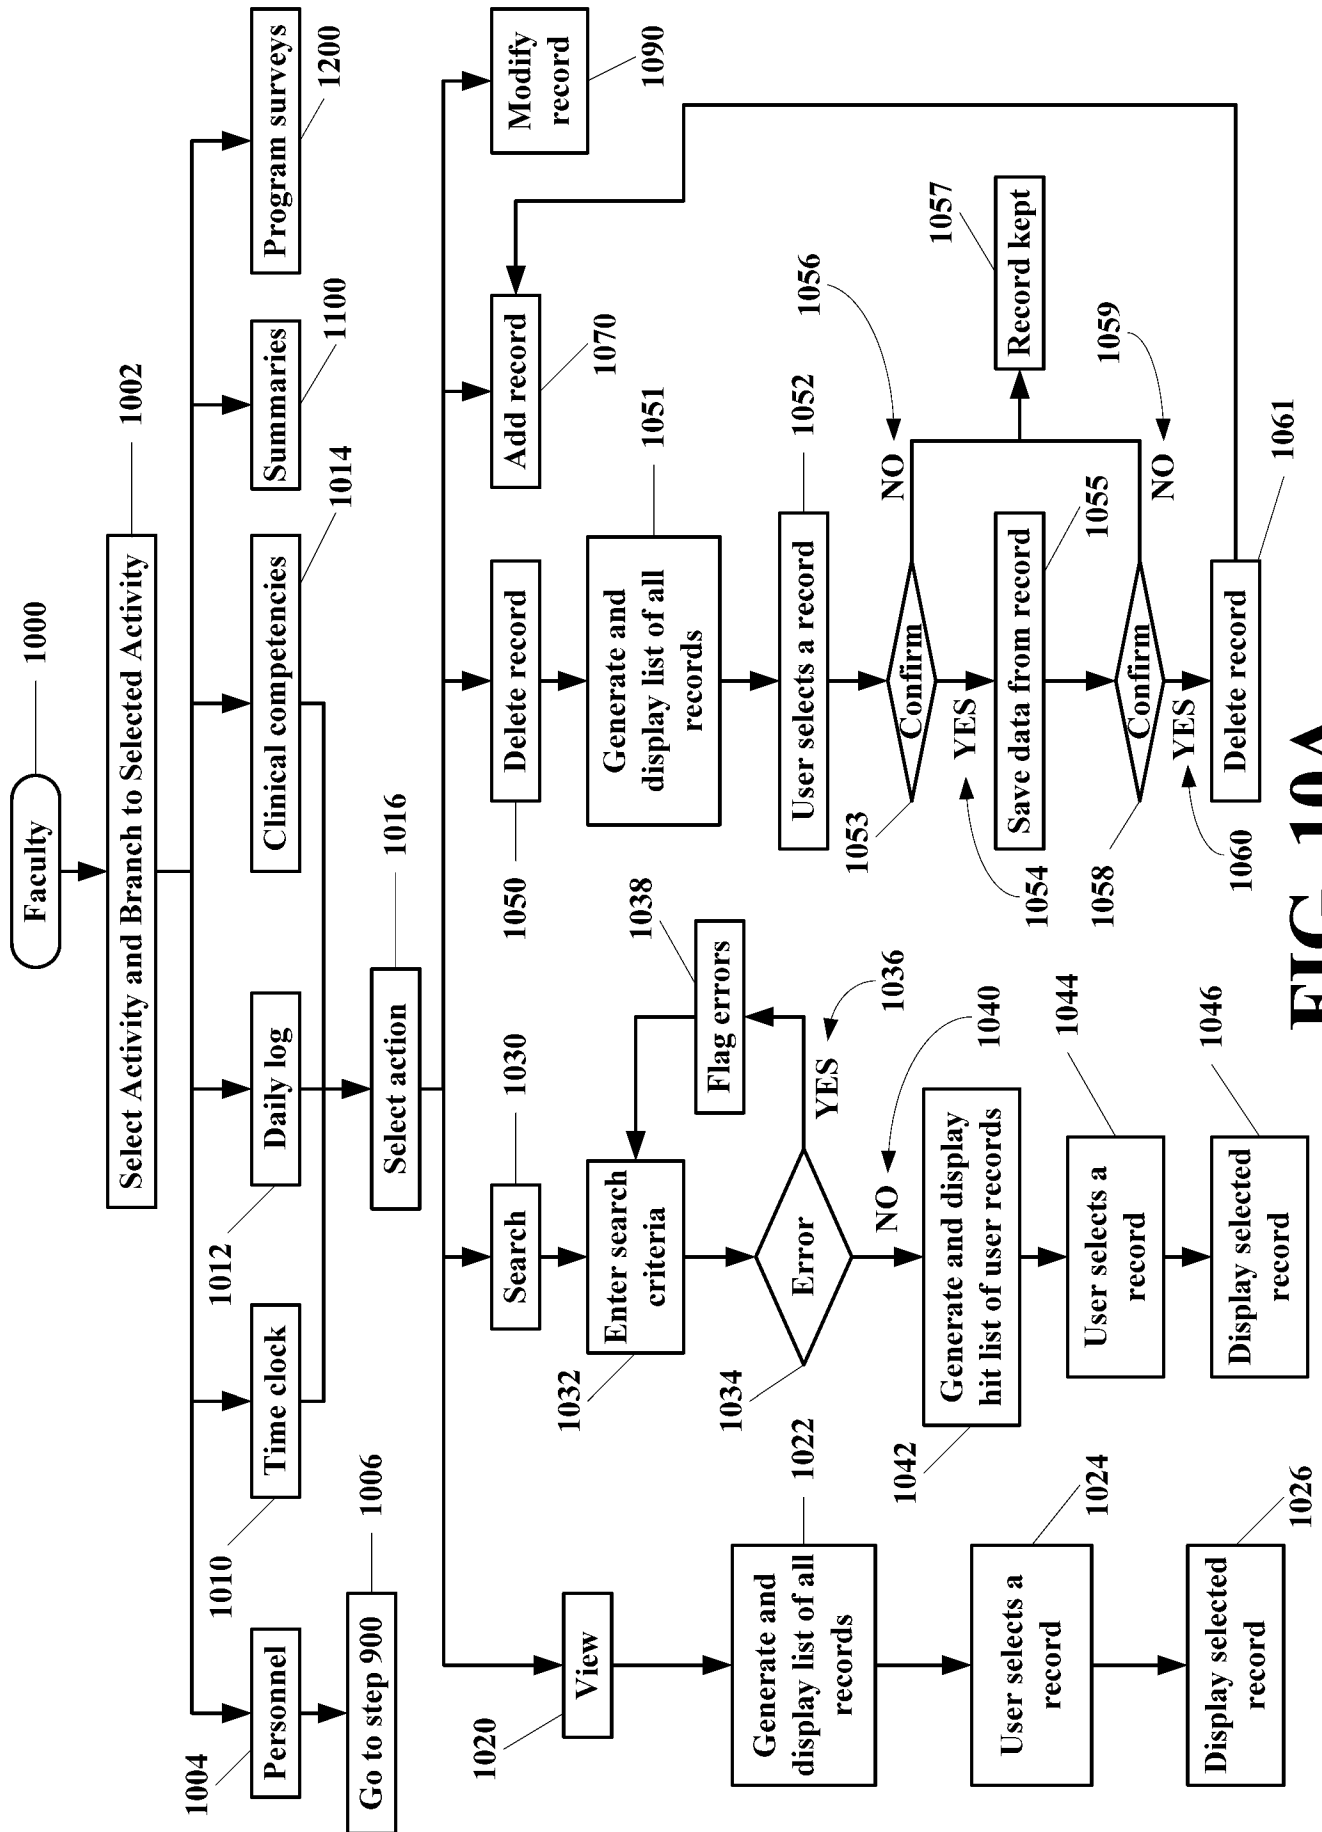 Faculty
1000
Select Activity and Branch to Selected Activity
1002
1004
Personnel
Go to step 900
1006
1010
Time clock
1012
Daily log
Clinical competencies
1014
Summaries
1100
Program surveys
1200
Select action
1016
1020
View
Generate and
display list of all
records
1022
User selects a
record
1024
Display selected
record
1026
Search
1030
Enter search
criteria
1032
Error
1034
YES
1036
Flag errors
1038
NO
1040
Generate and display
hit list of user records
1042
User selects a
record
1044
Display selected
record
1046
Delete record
1050
Generate and
display list of all
records
1051
User selects a record
1052
Confirm
1053
YES
1054
NO
1056
Save data from record
1055
Record kept
1057
Confirm
1058
NO
1059
YES
1060
Delete record
1061
Add record
1070
Modify
record
1090
FIG. 10A